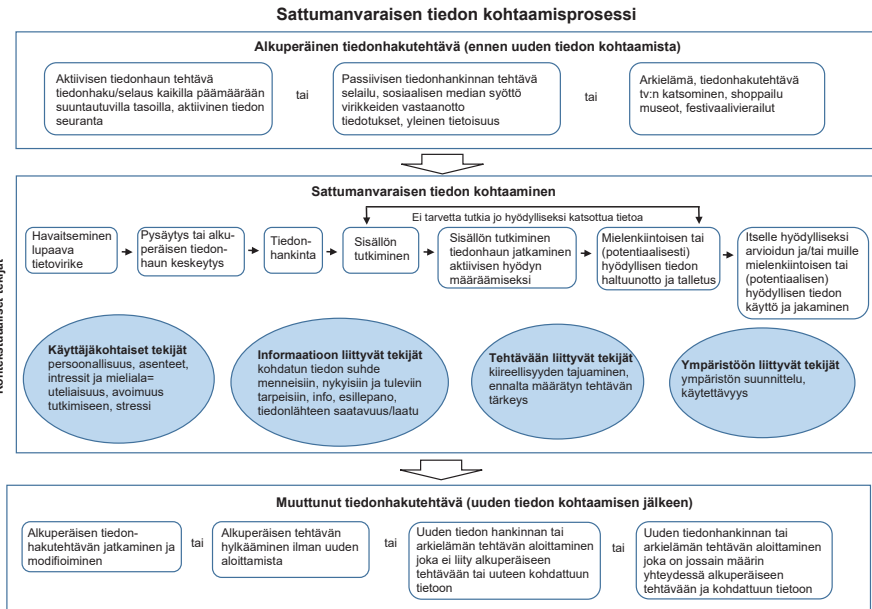 Sattumanvaraisen tiedon kohtaamisprosessi
Alkuperäinen tiedonhakutehtävä (ennen uuden tiedon kohtaamista)
Aktiivisen tiedonhaun tehtävä
tiedonhaku/selaus kaikilla päämäärään
suuntautuvilla tasoilla, aktiivinen tiedon
seuranta
tai
Passiivisen tiedonhankinnan tehtävä
selailu, sosiaalisen median syöttö
virikkeiden vastaanotto
tiedotukset, yleinen tietoisuus
tai
Arkielämä, tiedonhakutehtävä
tv:n katsominen, shoppailu
museot, festivaalivierailut
Sattumanvaraisen tiedon kohtaaminen
Ei tarvetta tutkia jo hyödylliseksi katsottua tietoa
Havaitseminen
lupaava
tietovirike
Pysäytys tai alku-
peräisen tiedon-
haun keskeytys
Tiedon-
hankinta
Sisällön
tutkiminen
Sisällön tutkiminen
tiedonhaun jatkaminen
aktiivisen hyödyn
määräämiseksi
Mielenkiintoisen tai
(potentiaalisesti)
hyödyllisen tiedon
haltuunotto ja talletus
Itselle hyödylliseksi
arvioidun ja/tai muille
mielenkiintoisen tai
(potentiaalisen)
hyödyllisen tiedon
käyttö ja jakaminen
Kontekstuaaliset tekijät
Käyttäjäkohtaiset tekijät
persoonallisuus, asenteet,
intressit ja mieliala=
uteliaisuus, avoimuus
tutkimiseen, stressi
Informaatioon liittyvät tekijät
kohdatun tiedon suhde
menneisiin, nykyisiin ja tuleviin
tarpeisiin, info, esillepano,
tiedonlähteen saatavuus/laatu
Tehtävään liittyvät tekijät
kiireellisyyden tajuaminen,
ennalta määrätyn tehtävän
tärkeys
Ympäristöön liittyvät tekijät
ympäristön suunnittelu,
käytettävyys
Muuttunut tiedonhakutehtävä (uuden tiedon kohtaamisen jälkeen)
Alkuperäisen tiedon-
hakutehtävän jatkaminen ja
modifioiminen
tai
Alkuperäisen tehtävän
hylkääminen ilman uuden
aloittamista
tai
Uuden tiedon hankinnan tai
arkielämän tehtävän aloittaminen
joka ei liity alkuperäiseen
tehtävään tai uuteen kohdattuun
tietoon
tai
Uuden tiedonhankinnan tai
arkielämän tehtävän aloittaminen
joka on jossain määrin
yhteydessä alkuperäiseen
tehtävään ja kohdattuun tietoon